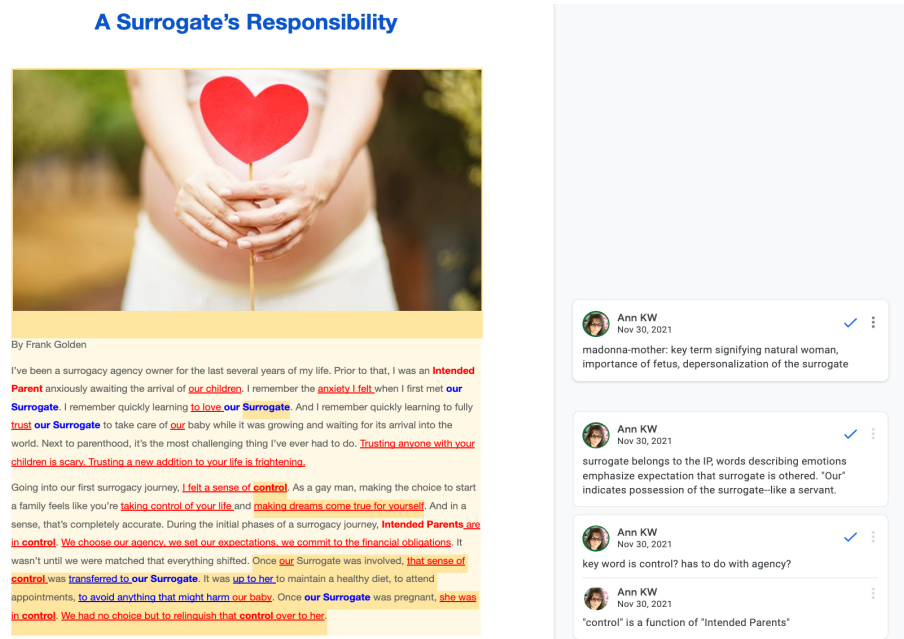 A Surrogate's Responsibility
By Frank Golden
I've been a surrogacy agency owner for the last several years of my life. Prior to that, I was an Intended
Parent anxiously awaiting the arrival of our children. I remember the anxiety I felt when I first met our
Surrogate. I remember quickly learning to love our Surrogate. And I remember quickly learning to fully
trust our Surrogate to take care of our baby while it was growing and waiting for its arrival into the
world. Next to parenthood, it's the most challenging thing I've ever had to do. Trusting anyone with your
children is scary. Trusting a new addition to your life is frightening.
Going into our first surrogacy journey, I felt a sense of control. As a gay man, making the choice to start
a family feels like you're taking control of your life and making dreams come true for yourself. And in a
sense, that's completely accurate. During the initial phases of a surrogacy journey, Intended Parents are
in control. We choose our agency, we set our expectations, we commit to the financial obligations. It
wasn't until we were matched that everything shifted. Once our Surrogate was involved, that sense of
control was transferred to our Surrogate. It was up to her to maintain a healthy diet, to attend
appointments, to avoid anything that might harm our baby. Once our Surrogate was pregnant, she was
in control. We had no choice but to relinquish that control over to her.
Ann KW
Nov 30, 2021
madonna-mother: key term signifying natural woman,
importance of fetus, depersonalization of the surrogate
Ann KW
Nov 30, 2021
surrogate belongs to the IP, words describing emotions
emphasize expectation that surrogate is othered. "Our"
indicates possession of the surrogate--like a servant.
Ann KW
Nov 30, 2021
key word is control? has to do with agency?
Ann KW
Nov 30, 2021
"control" is a function of "Intended Parents"